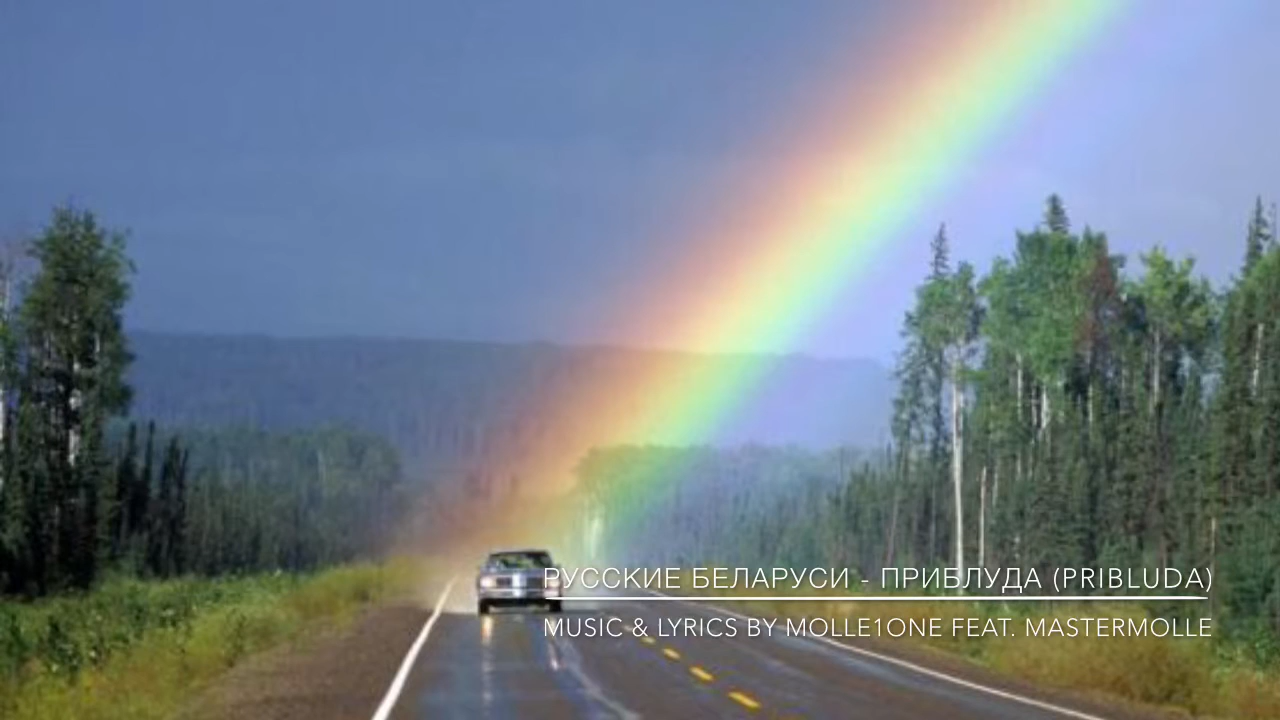 РУССКИЕ БЕЛАРУСИ - ПРИБЛУДА (PRIBLUDA)
MUSIC & LYRICS BY MOLLE1ONE FEAT. MASTERMOLLE